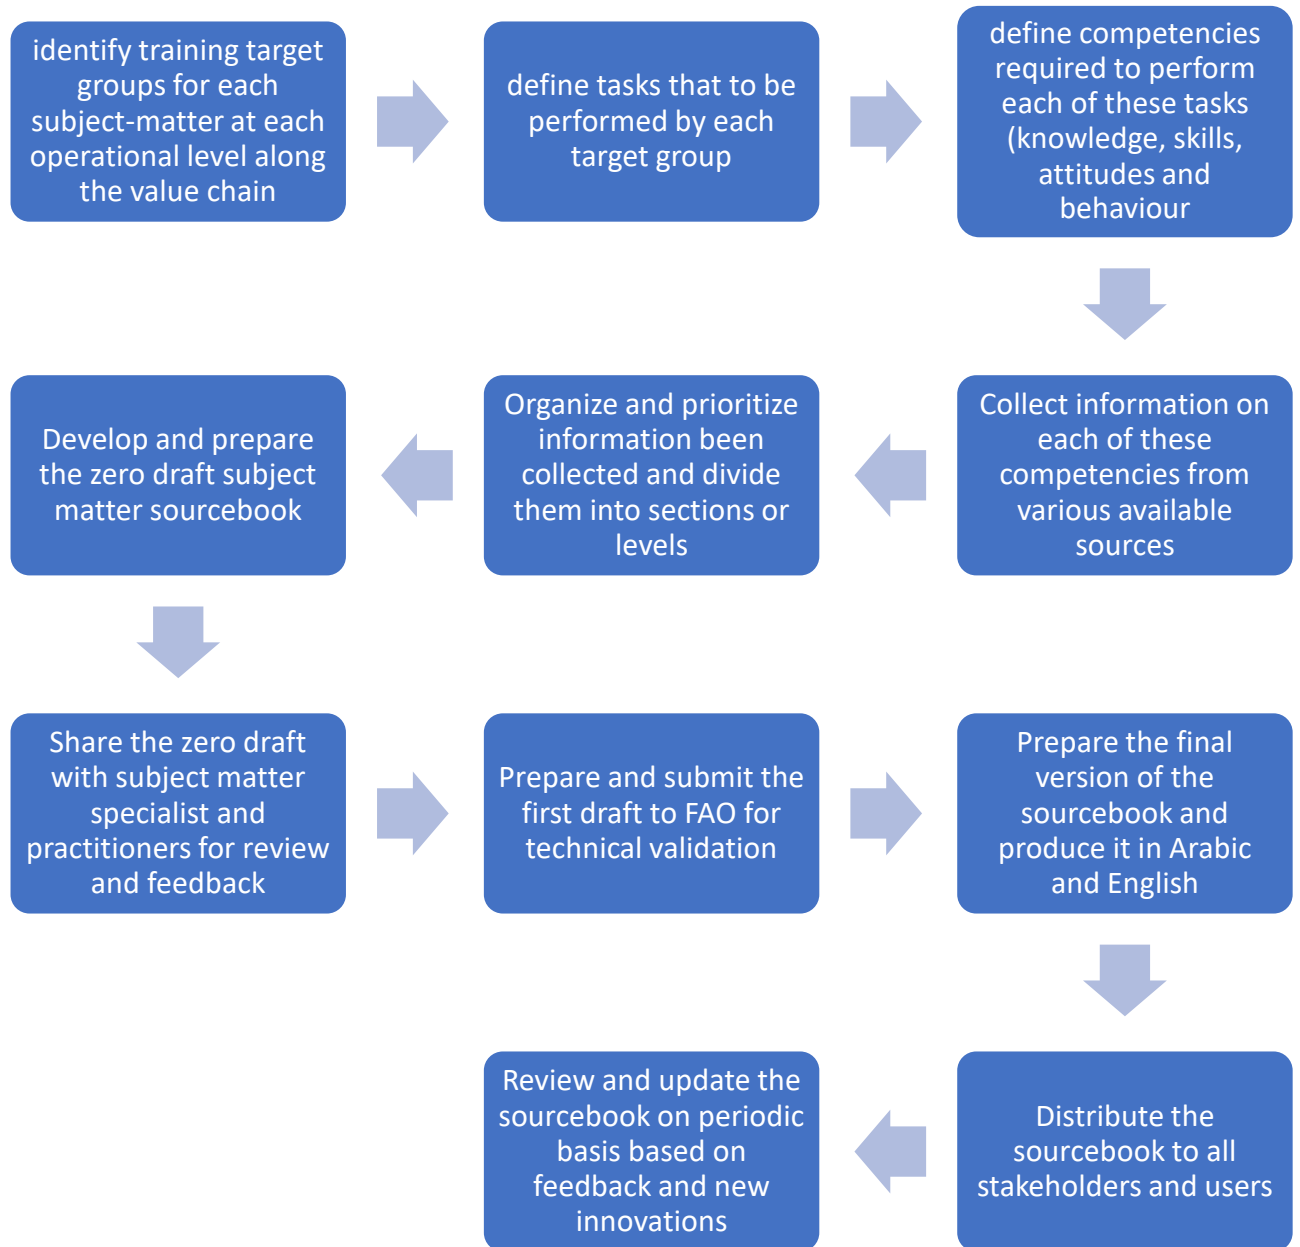 identify training target
groups for each
subject-matter at each
operational level along
the value chain
define tasks that to be
performed by each
target group
define competencies
required to perform
each of these tasks
(knowledge, skills,
attitudes and
behaviour
Collect information on
each of these
competencies from
various available
sources
Organize and prioritize
information been
collected and divide
them into sections or
levels
Develop and prepare
the zero draft subject
matter sourcebook
Share the zero draft
with subject matter
specialist and
practitioners for review
and feedback
Prepare and submit the
first draft to FAO for
technical validation
Prepare the final
version of the
sourcebook and
produce it in Arabic
and English
Distribute the
sourcebook to all
stakeholders and users
Review and update the
sourcebook on periodic
basis based on
feedback and new
innovations